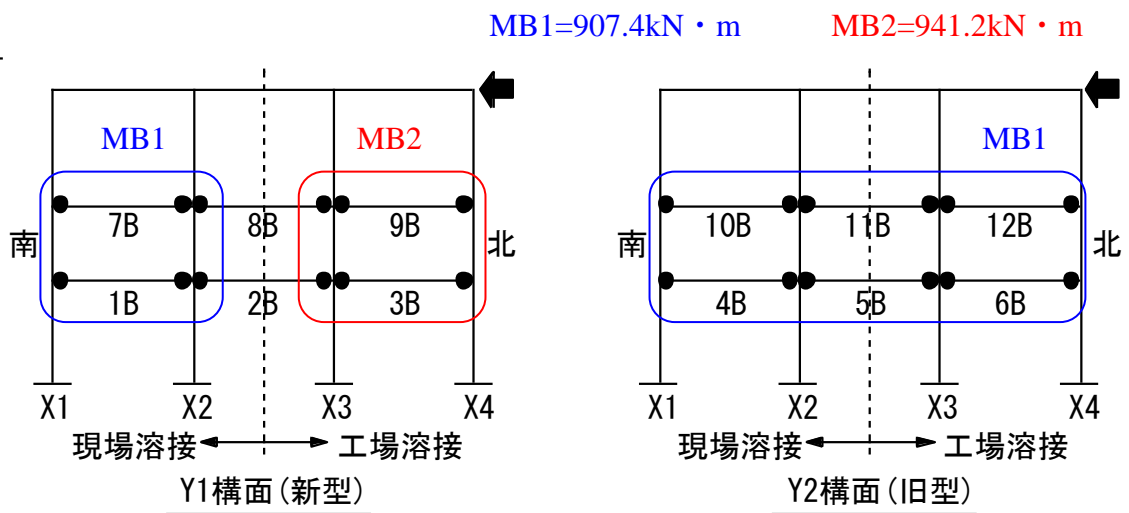 MB1=907.4kN・m MB2=941.2kN・m
MB1 MB2 MB1
7B 8B 9B 10B 11B 12B
南 北 南 北
1B 2B 3B 4B 5B 6B
X1 X2 X3 X4 X1 X2 X3 X4
現場溶接 工場溶接 現場溶接 工場溶接
Y1構面(新型) Y2構面(旧型)